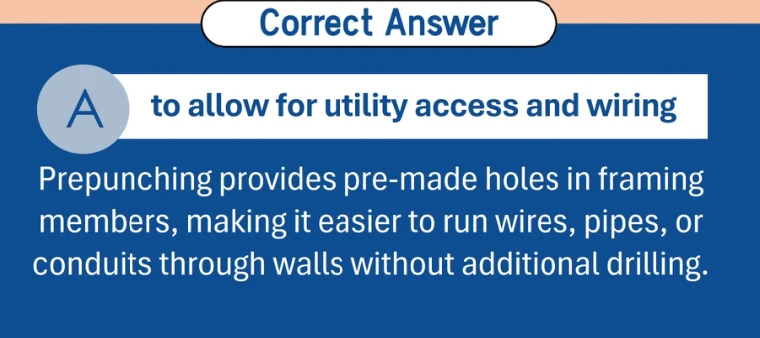 Correct Answer
A
to allow for utility access and wiring
Prepunching provides pre-made holes in framing
members, making it easier to run wires, pipes, or
conduits through walls without additional drilling.